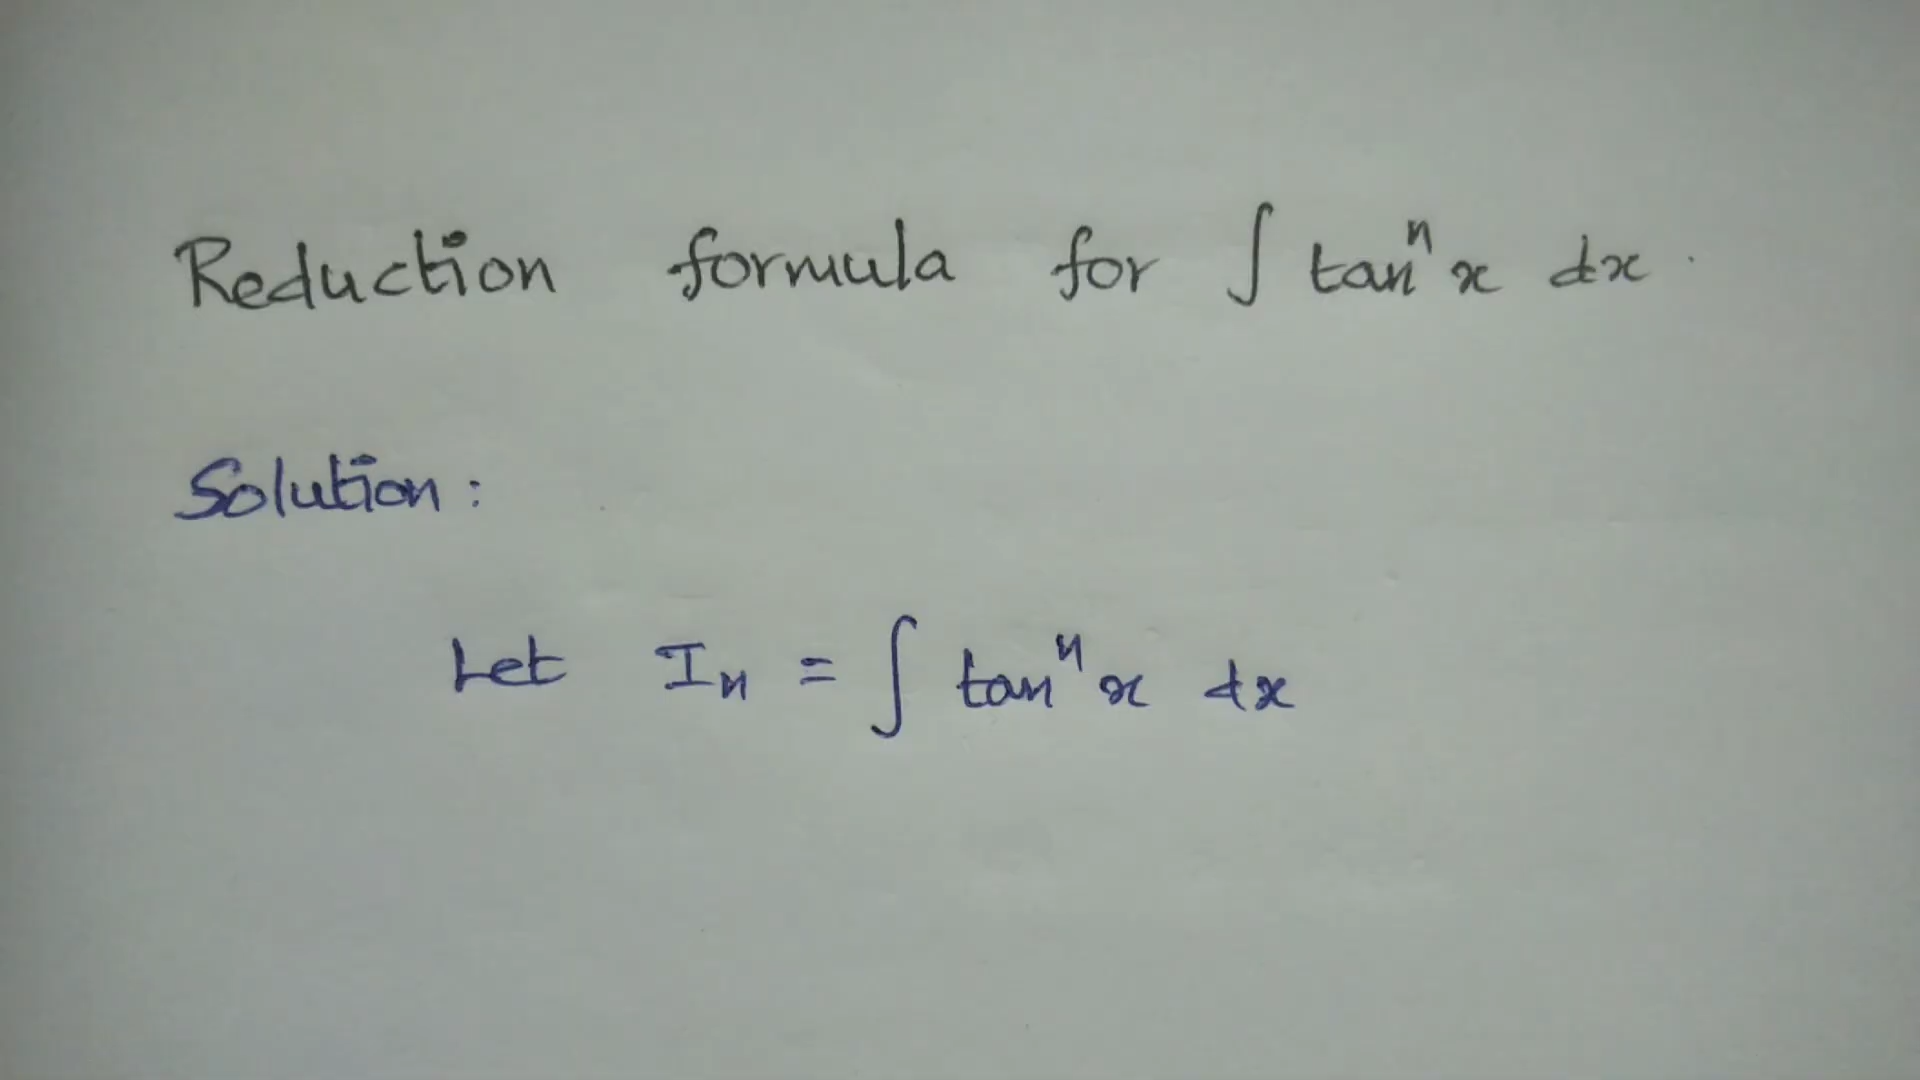 Reduction formula for ∫ tanⁿx dx.
Solution:
Let Iₙ = ∫ tanⁿx dx